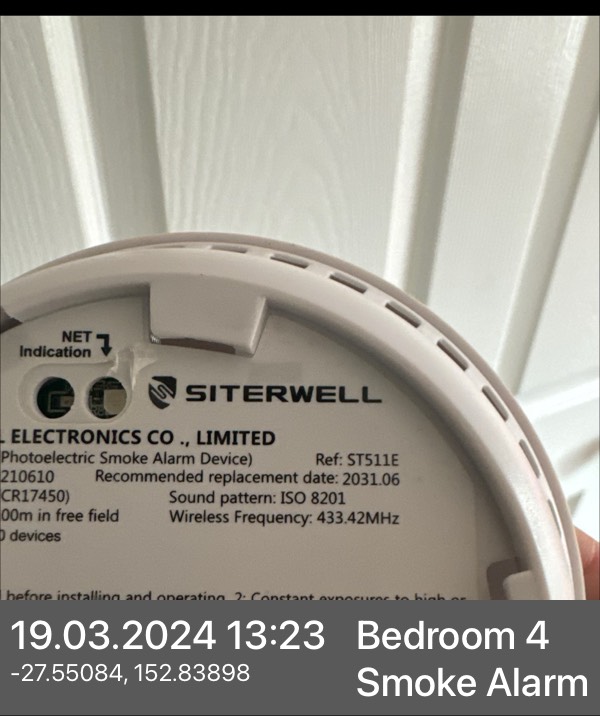 NET
Indication
SITERWELL
L ELECTRONICS CO ., LIMITED
Photoelectric Smoke Alarm Device) Ref: ST511E
210610 Recommended replacement date: 2031.06
CR17450) Sound pattern: ISO 8201
00m in free field Wireless Frequency: 433.42MHz
0 devices
before installing and operating. 2: Constant exposures to high or
19.03.2024 13:23 Bedroom 4
-27.55084, 152.83898 Smoke Alarm